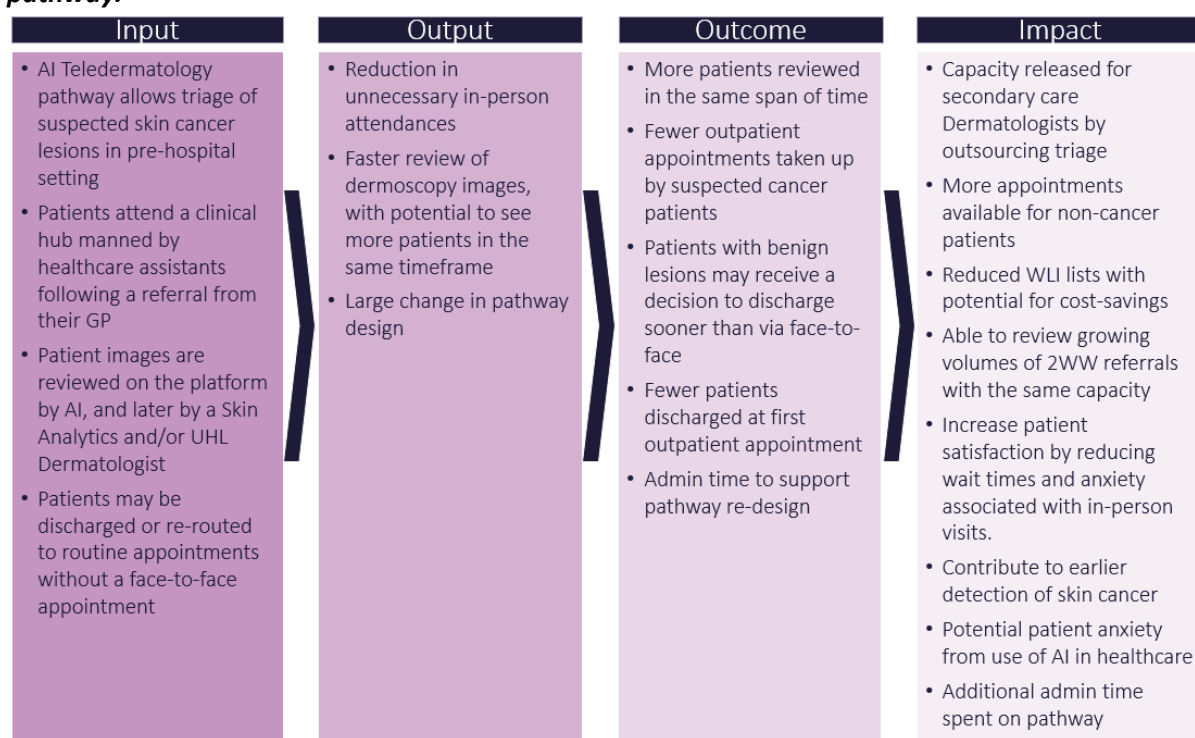 pathway.
Input
• AI Teledermatology
pathway allows triage of
suspected skin cancer
lesions in pre-hospital
setting
• Patients attend a clinical
hub manned by
healthcare assistants
following a referral from
their GP
• Patient images are
reviewed on the platform
by AI, and later by a Skin
Analytics and/or UHL
Dermatologist
• Patients may be
discharged or re-routed
to routine appointments
without a face-to-face
appointment
Output
• Reduction in
unnecessary in-person
attendances
• Faster review of
dermoscopy images,
with potential to see
more patients in the
same timeframe
• Large change in pathway
design
Outcome
• More patients reviewed
in the same span of time
• Fewer outpatient
appointments taken up
by suspected cancer
patients
• Patients with benign
lesions may receive a
decision to discharge
sooner than via face-to-
face
• Fewer patients
discharged at first
outpatient appointment
• Admin time to support
pathway re-design
Impact
• Capacity released for
secondary care
Dermatologists by
outsourcing triage
• More appointments
available for non-cancer
patients
• Reduced WLI lists with
potential for cost-savings
• Able to review growing
volumes of 2WW referrals
with the same capacity
• Increase patient
satisfaction by reducing
wait times and anxiety
associated with in-person
visits.
• Contribute to earlier
detection of skin cancer
• Potential patient anxiety
from use of AI in healthcare
• Additional admin time
spent on pathway